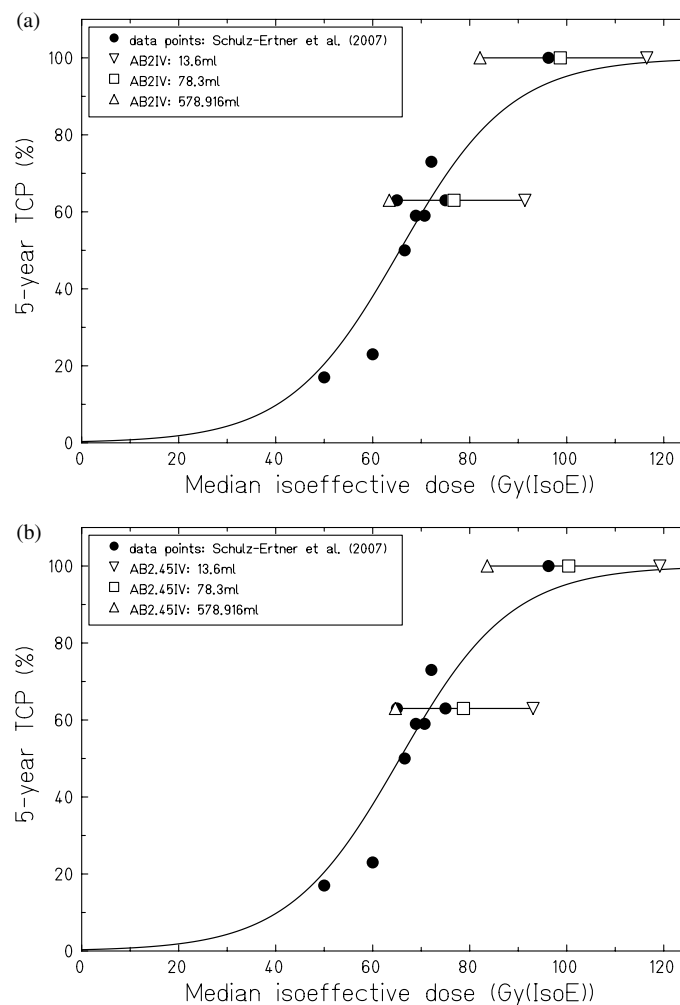 (a)
● data points: Schulz-Ertner et al. (2007)
▽ AB2IV: 13.6ml
□ AB2IV: 78.3ml
△ AB2IV: 578.916ml
100
80
60
40
20
0
5-year TCP (%)
0 20 40 60 80 100 120
Median isoeffective dose (Gy(IsoE))
(b)
● data points: Schulz-Ertner et al. (2007)
▽ AB2.45IV: 13.6ml
□ AB2.45IV: 78.3ml
△ AB2.45IV: 578.916ml
100
80
60
40
20
0
5-year TCP (%)
0 20 40 60 80 100 120
Median isoeffective dose (Gy(IsoE))